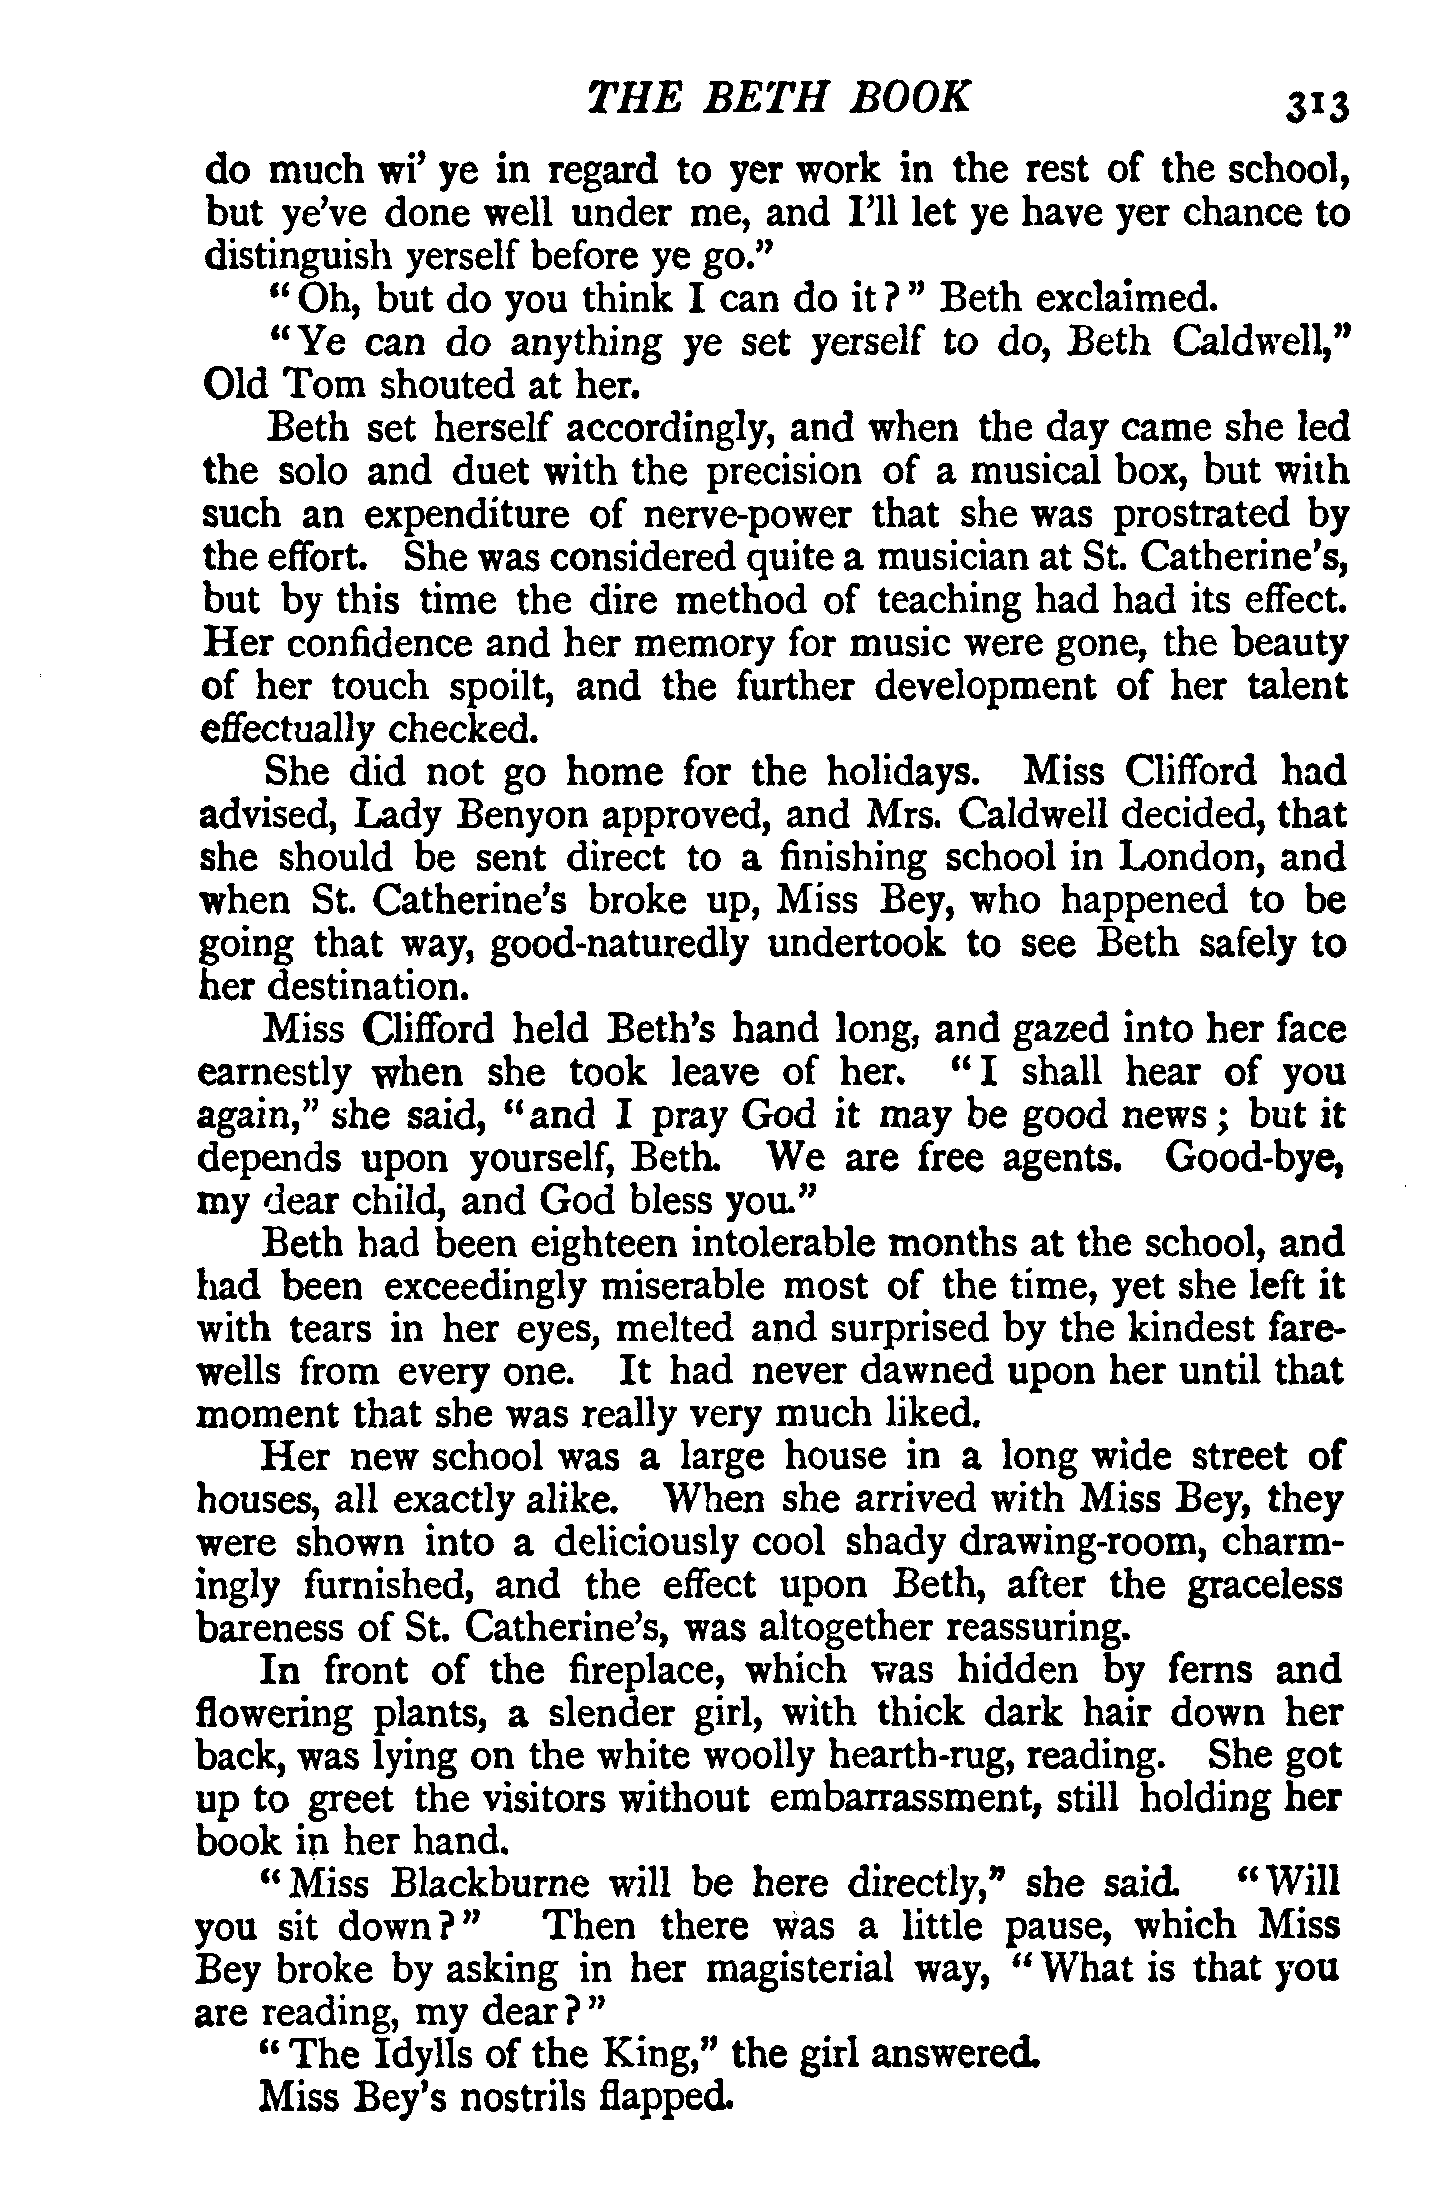 THE BETH BOOK 313
do much wi' ye in regard to yer work in the rest of the school,
but ye've done well under me, and I'll let ye have yer chance to
distinguish yerself before ye go."
"Oh, but do you think I can do it?" Beth exclaimed.
"Ye can do anything ye set yerself to do, Beth Caldwell,"
Old Tom shouted at her.
Beth set herself accordingly, and when the day came she led
the solo and duet with the precision of a musical box, but with
such an expenditure of nerve-power that she was prostrated by
the effort. She was considered quite a musician at St. Catherine's,
but by this time the dire method of teaching had had its effect.
Her confidence and her memory for music were gone, the beauty
of her touch spoilt, and the further development of her talent
effectually checked.
She did not go home for the holidays. Miss Clifford had
advised, Lady Benyon approved, and Mrs. Caldwell decided, that
she should be sent direct to a finishing school in London, and
when St. Catherine's broke up, Miss Bey, who happened to be
going that way, good-naturedly undertook to see Beth safely to
her destination.
Miss Clifford held Beth's hand long, and gazed into her face
earnestly when she took leave of her. "I shall hear of you
again," she said, "and I pray God it may be good news; but it
depends upon yourself, Beth. We are free agents. Good-bye,
my dear child, and God bless you."
Beth had been eighteen intolerable months at the school, and
had been exceedingly miserable most of the time, yet she left it
with tears in her eyes, melted and surprised by the kindest fare-
wells from every one. It had never dawned upon her until that
moment that she was really very much liked.
Her new school was a large house in a long wide street of
houses, all exactly alike. When she arrived with Miss Bey, they
were shown into a deliciously cool shady drawing-room, charm-
ingly furnished, and the effect upon Beth, after the graceless
bareness of St. Catherine's, was altogether reassuring.
In front of the fireplace, which was hidden by ferns and
flowering plants, a slender girl, with thick dark hair down her
back, was lying on the white woolly hearth-rug, reading. She got
up to greet the visitors without embarrassment, still holding her
book in her hand.
"Miss Blackburne will be here directly," she said. "Will
you sit down?" Then there was a little pause, which Miss
Bey broke by asking in her magisterial way, "What is that you
are reading, my dear?"
"The Idylls of the King," the girl answered.
Miss Bey's nostrils flapped.